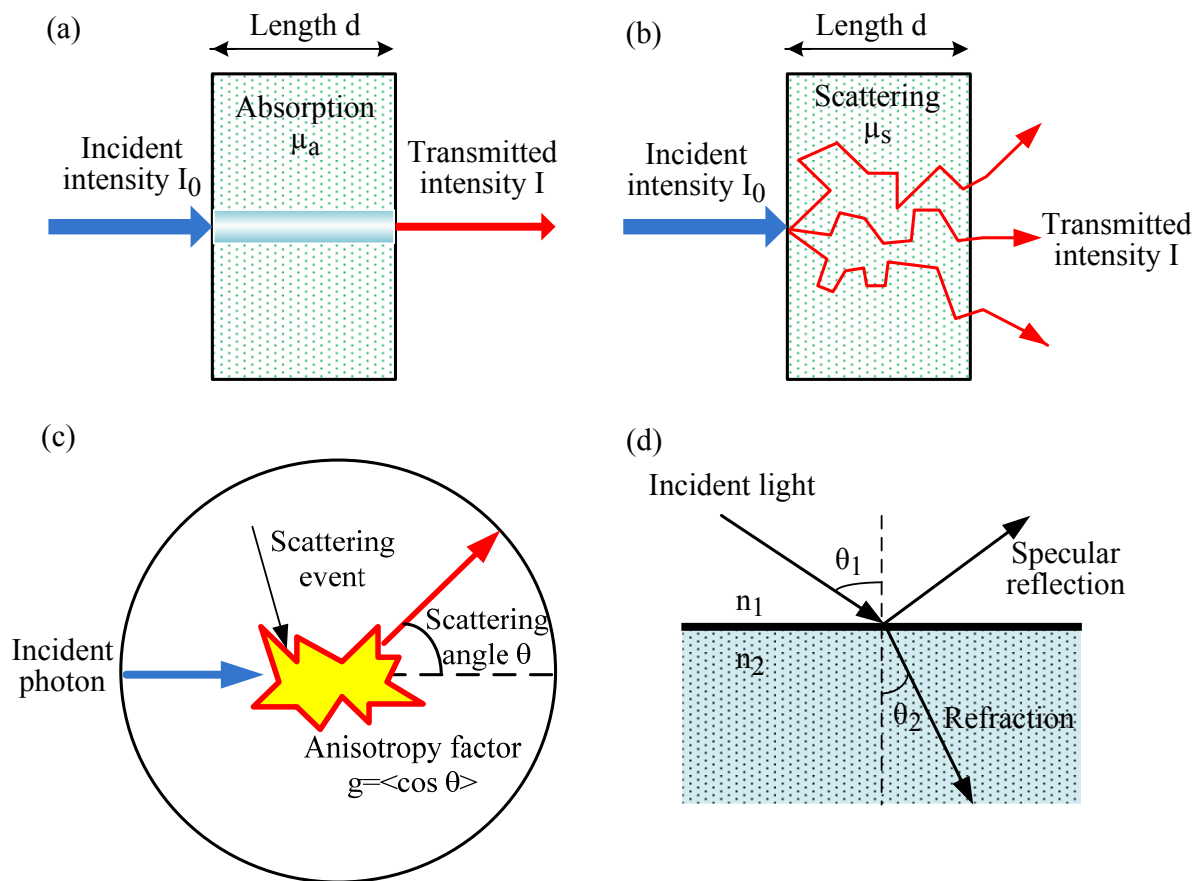 (a)
Length d
Absorption
μa
Incident
intensity I0
Transmitted
intensity I
(b)
Length d
Scattering
μs
Incident
intensity I0
Transmitted
intensity I
(c)
Scattering
event
Scattering
angle θ
Incident
photon
Anisotropy factor
g=<cos θ>
(d)
Incident light
θ1
Specular
reflection
n1
n2
θ2
Refraction